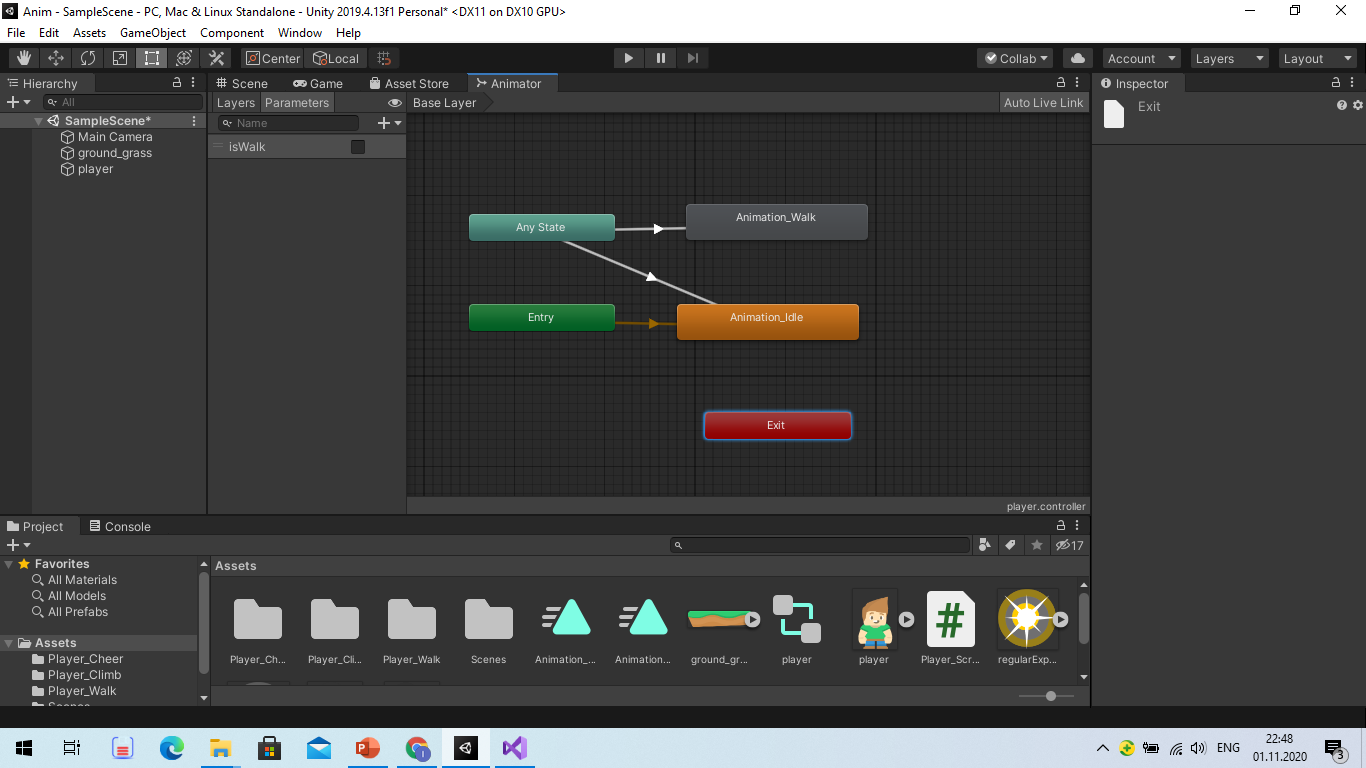 Anim - SampleScene - PC, Mac & Linux Standalone - Unity 2019.4.13f1 Personal* <DX11 on DX10 GPU>
File Edit Assets GameObject Component Window Help
Center Local Collab Account Layers Layout
Hierarchy Scene Game Asset Store Animator Inspector
All Layers Parameters Base Layer Auto Live Link Exit
SampleScene* Name
Main Camera isWalk
ground_grass
player
Any State Animation_Walk
Entry Animation_Idle
Exit
player.controller
Project Console
17
Favorites Assets
All Materials
All Models
All Prefabs
Assets
Player_Cheer
Player_Climb
Player_Walk
Scenes
Player_Ch... Player_Cli... Player_Walk Scenes Animation_... Animation... ground_gr... player player Player_Scr... regularExp...
#
ENG 22:48
01.11.2020
3